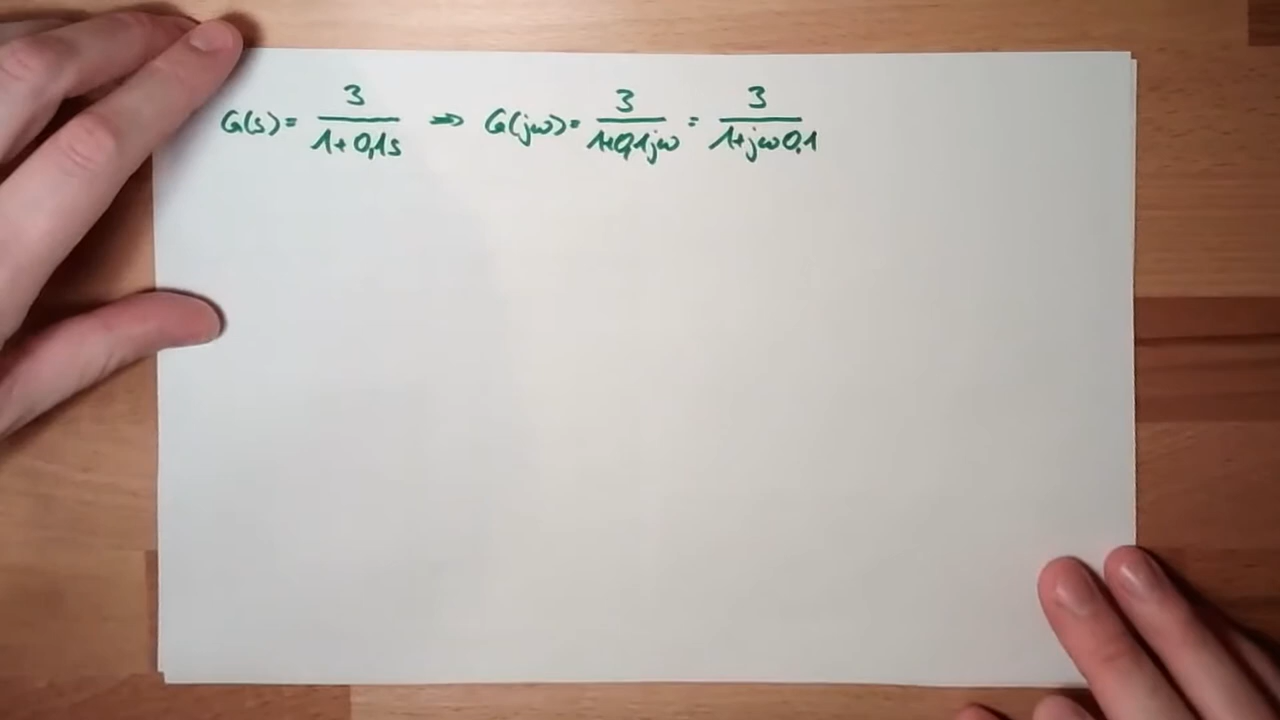 G(s) = 3 / (1+0,1s) ⇒ G(jω) = 3 / (1+0,1jω) = 3 / (1+jω0,1)